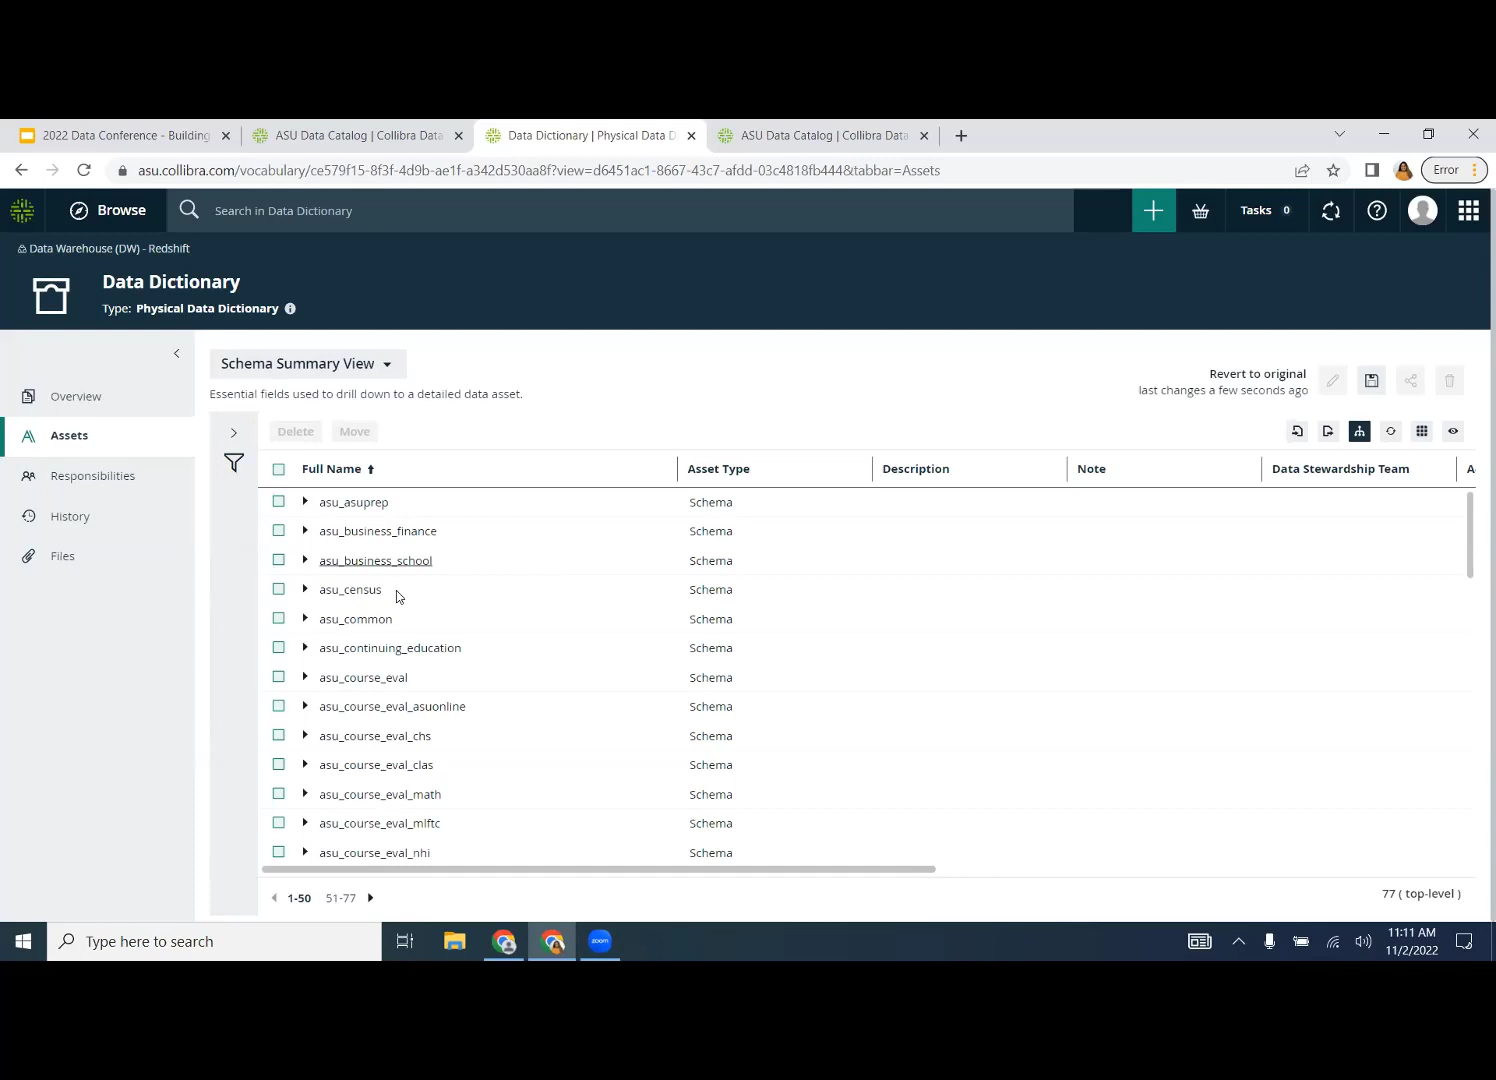 2022 Data Conference - Building
ASU Data Catalog | Collibra Data
Data Dictionary | Physical Data D
ASU Data Catalog | Collibra Data
asu.collibra.com/vocabulary/ce579f15-8f3f-4d9b-ae1f-a342d530aa8f?view=d6451ac1-8667-43c7-afdd-03c4818fb444&tabbar=Assets
Error
Browse
Search in Data Dictionary
Tasks 0
Data Warehouse (DW) - Redshift
Data Dictionary
Type: Physical Data Dictionary
Overview
Assets
Responsibilities
History
Files
Schema Summary View
Essential fields used to drill down to a detailed data asset.
Revert to original
last changes a few seconds ago
Delete Move
Full Name Asset Type Description Note Data Stewardship Team A
asu_asuprep Schema
asu_business_finance Schema
asu_business_school Schema
asu_census Schema
asu_common Schema
asu_continuing_education Schema
asu_course_eval Schema
asu_course_eval_asuonline Schema
asu_course_eval_chs Schema
asu_course_eval_clas Schema
asu_course_eval_math Schema
asu_course_eval_mlftc Schema
asu_course_eval_nhi Schema
1-50 51-77
77 ( top-level )
Type here to search
zoom
11:11 AM
11/2/2022